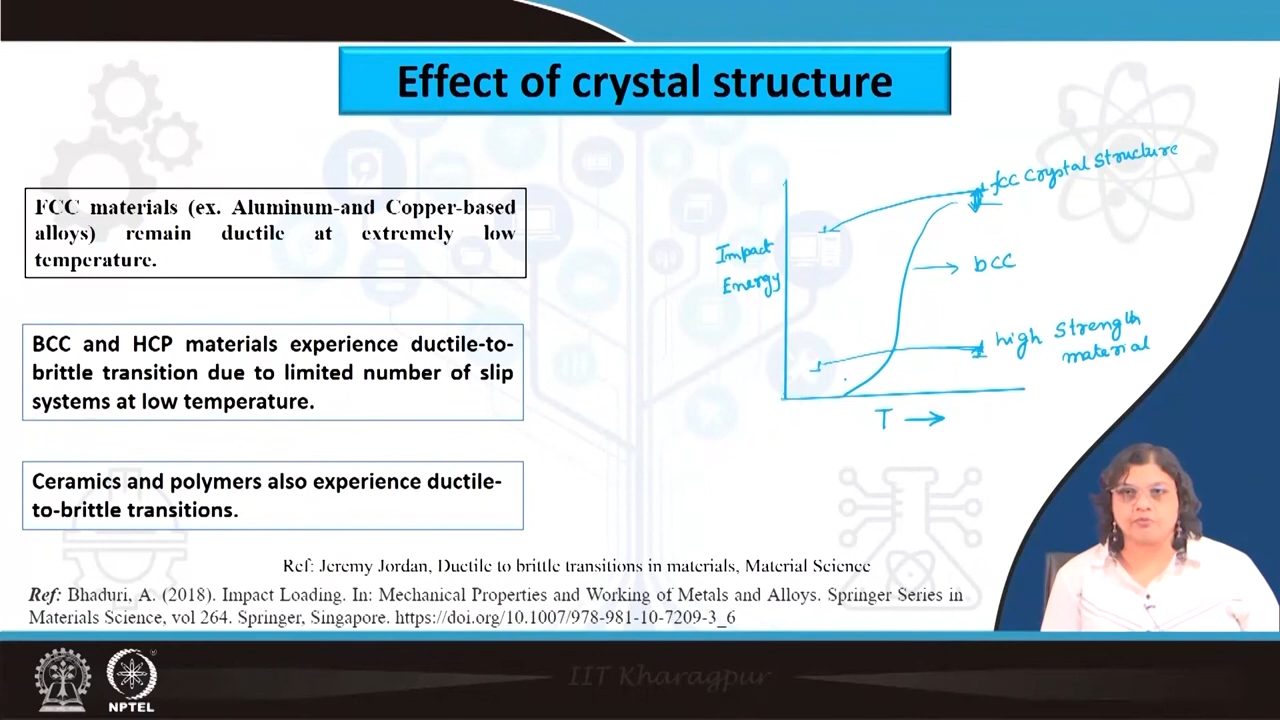 Effect of crystal structure
FCC materials (ex. Aluminum-and Copper-based
alloys) remain ductile at extremely low
temperature.
BCC and HCP materials experience ductile-to-
brittle transition due to limited number of slip
systems at low temperature.
Ceramics and polymers also experience ductile-
to-brittle transitions.
fcc Crystal Structure
Impact
Energy
bcc
high Strength
material
T
Ref: Jeremy Jordan, Ductile to brittle transitions in materials, Material Science
Ref: Bhaduri, A. (2018). Impact Loading. In: Mechanical Properties and Working of Metals and Alloys. Springer Series in
Materials Science, vol 264. Springer, Singapore. https://doi.org/10.1007/978-981-10-7209-3_6
IIT Kharagpur
NPTEL